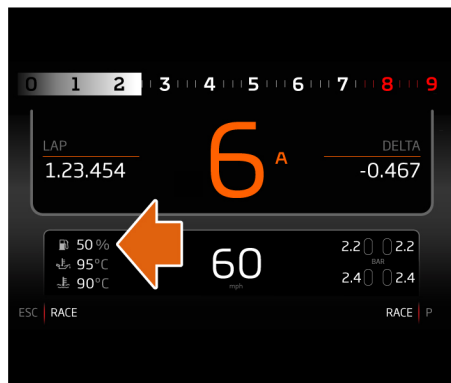 0 1 2 3 4 5 6 7 8 9
LAP
1.23.454
6 A
DELTA
-0.467
50 %
95°C
90°C
60
mph
2.2 2.2
BAR
2.4 2.4
ESC RACE
RACE P